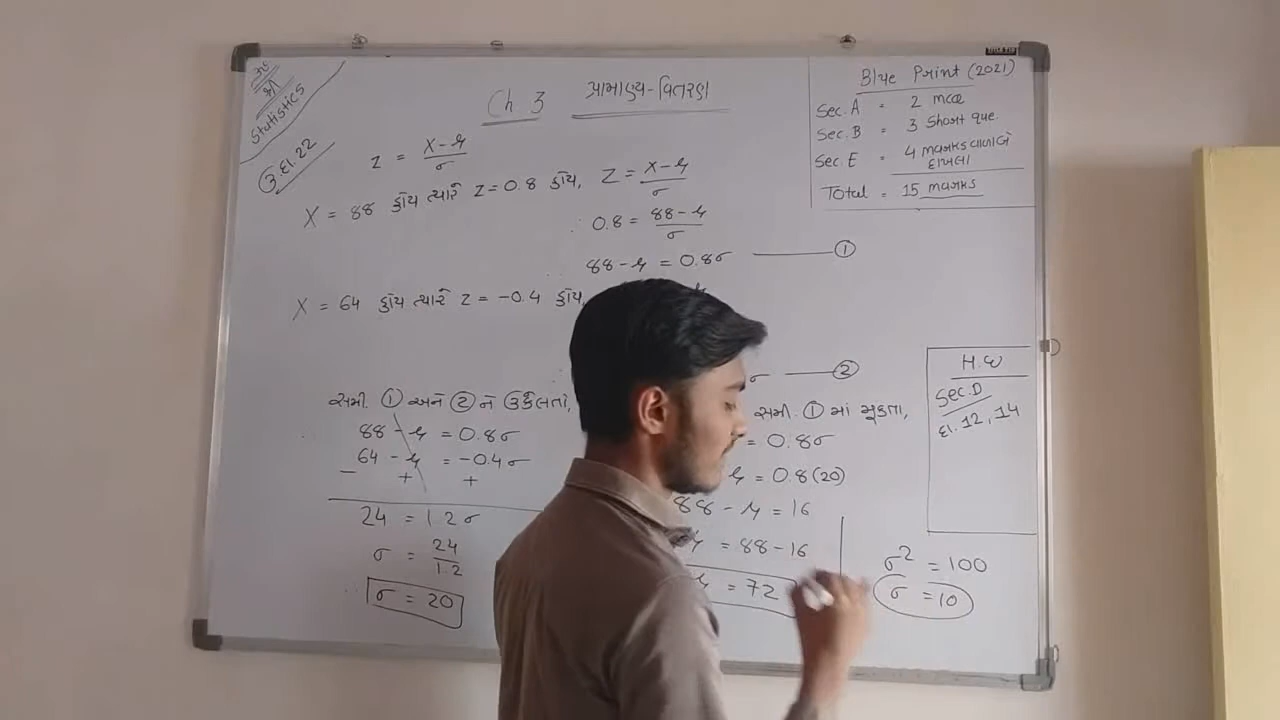 Statistics
ઉ.દા.22
Ch 3 પ્રામાણ્ય-વિતરણ
Z = X-μ/σ
X = 88 હોય ત્યારે Z=0.8 હોય, Z = X-μ/σ
0.8 = 88-μ/σ
88-μ = 0.8σ ①
X = 64 હોય ત્યારે Z = -0.4 હોય,
σ ②
સમી. ① અને ② ને ઉકેલતાં,
88 - μ = 0.8σ
64 - μ = -0.4σ
- + +
24 = 1.2σ
σ = 24/1.2
σ = 20
સમી. ① માં મૂકતા,
= 0.8σ
μ = 0.8(20)
88 - μ = 16
μ = 88-16
μ = 72
σ² = 100
σ = 10
Blue Print (2021)
Sec. A = 2 mcq
Sec. B = 3 Short que.
Sec. E = 4 marks વાળા બે
દાખલા
Total = 15 marks
H.W
Sec. D
દા. 12, 14
TITLE TIP